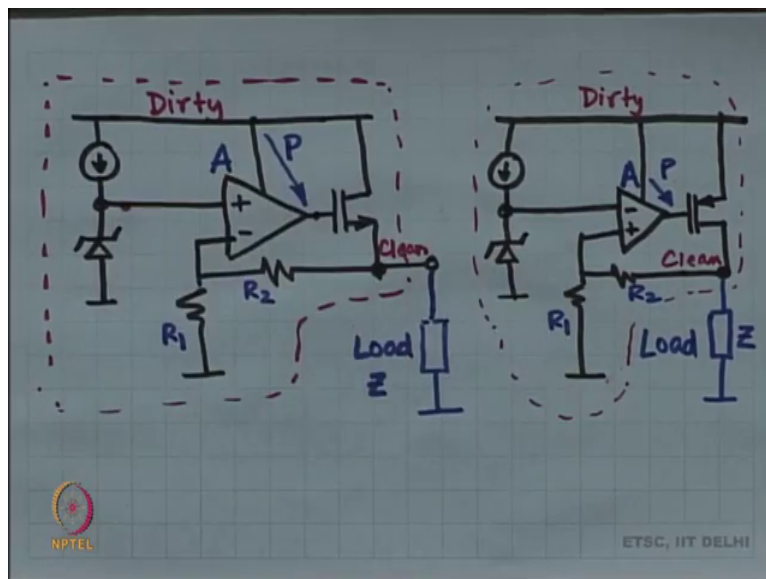 Dirty
A
P
+
-
Clean
R2
R1
Load
Z
Dirty
A
P
-
+
Clean
R2
R1
Load Z
NPTEL
ETSC, IIT DELHI